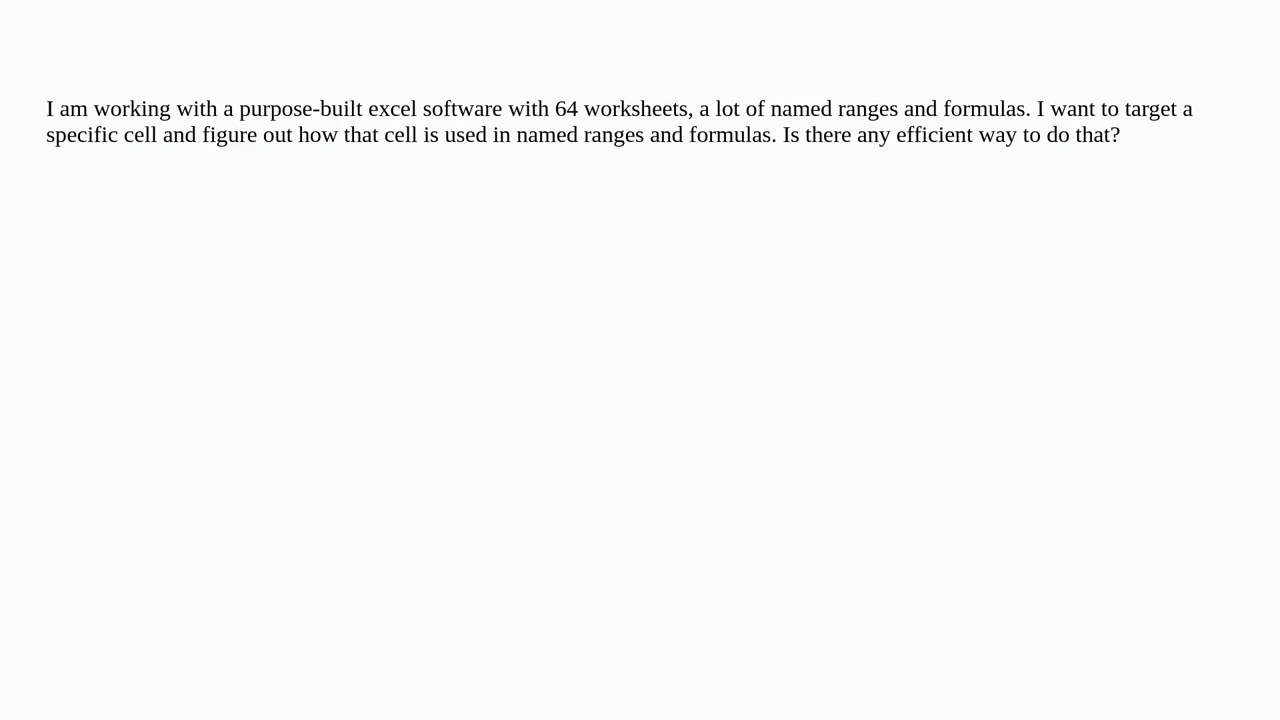 I am working with a purpose-built excel software with 64 worksheets, a lot of named ranges and formulas. I want to target a
specific cell and figure out how that cell is used in named ranges and formulas. Is there any efficient way to do that?